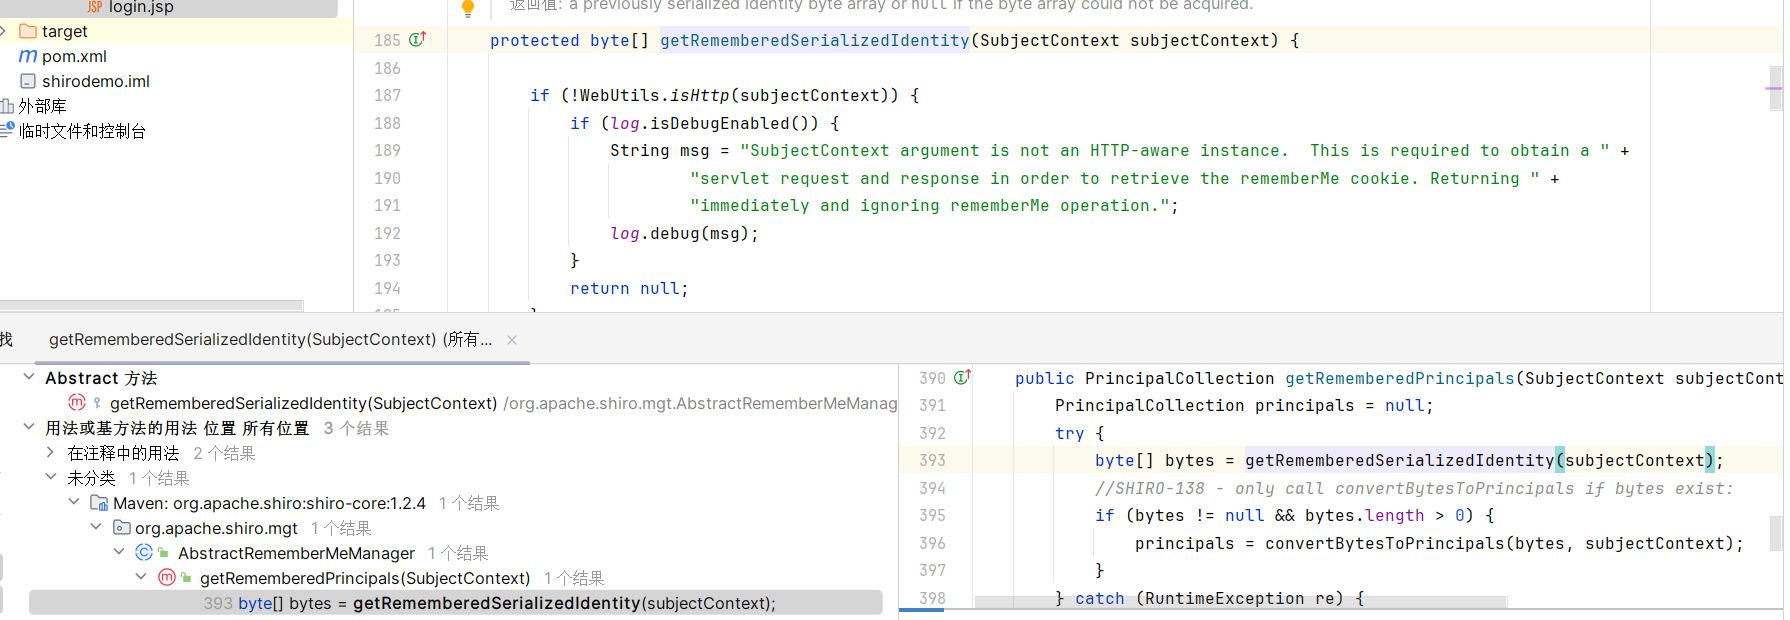 JSP login.jsp
target
m pom.xml
shirodemo.iml
外部库
临时文件和控制台
返回值: a previously serialized identity byte array or null if the byte array could not be acquired.
185 protected byte[] getRememberedSerializedIdentity(SubjectContext subjectContext) {
186
187 if (!WebUtils.isHttp(subjectContext)) {
188 if (log.isDebugEnabled()) {
189 String msg = "SubjectContext argument is not an HTTP-aware instance.  This is required to obtain a " +
190 "servlet request and response in order to retrieve the rememberMe cookie. Returning " +
191 "immediately and ignoring rememberMe operation.";
192 log.debug(msg);
193 }
194 return null;
找 getRememberedSerializedIdentity(SubjectContext) (所有... ×
Abstract 方法
m getRememberedSerializedIdentity(SubjectContext) /org.apache.shiro.mgt.AbstractRememberMeManag
用法或基方法的用法 位置 所有位置 3 个结果
在注释中的用法 2 个结果
未分类 1 个结果
Maven: org.apache.shiro:shiro-core:1.2.4 1 个结果
org.apache.shiro.mgt 1 个结果
C AbstractRememberMeManager 1 个结果
m getRememberedPrincipals(SubjectContext) 1 个结果
393 byte[] bytes = getRememberedSerializedIdentity(subjectContext);
390 public PrincipalCollection getRememberedPrincipals(SubjectContext subjectCont
391 PrincipalCollection principals = null;
392 try {
393 byte[] bytes = getRememberedSerializedIdentity(subjectContext);
394 //SHIRO-138 - only call convertBytesToPrincipals if bytes exist:
395 if (bytes != null && bytes.length > 0) {
396 principals = convertBytesToPrincipals(bytes, subjectContext);
397 }
398 } catch (RuntimeException re) {